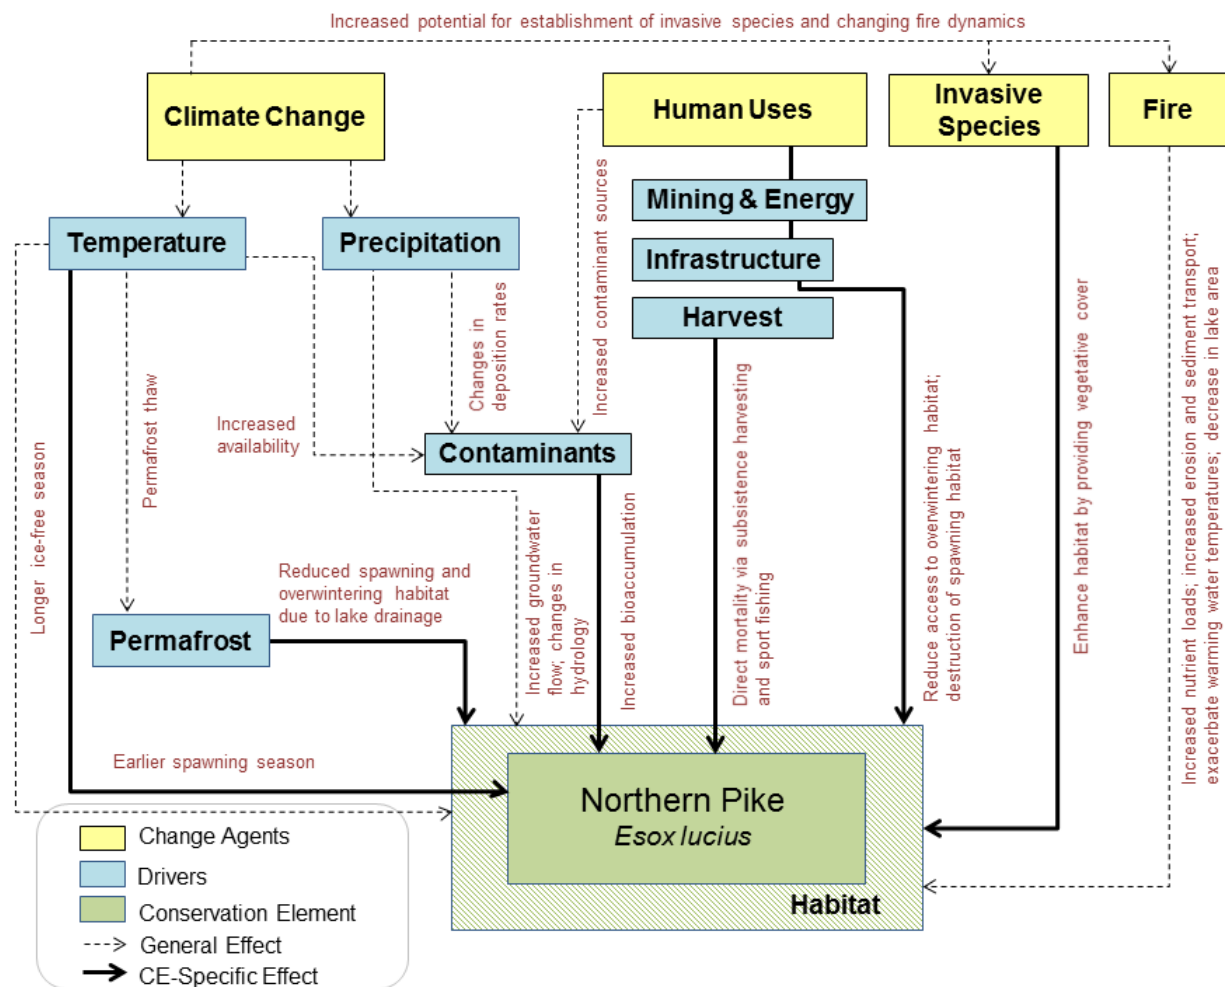 Increased potential for establishment of invasive species and changing fire dynamics
Climate Change
Human Uses
Invasive
Species
Fire
Mining & Energy
Temperature
Precipitation
Infrastructure
Harvest
Increased contaminant sources
Changes in
deposition rates
Permafrost thaw
Increased
availability
Contaminants
Longer ice-free season
Reduced spawning and
overwintering habitat
due to lake drainage
Permafrost
Increased groundwater
flow; changes in
hydrology
Increased bioaccumulation
Direct mortality via subsistence harvesting
and sport fishing
Reduce access to overwintering habitat;
destruction of spawning habitat
Enhance habitat by providing vegetative cover
Increased nutrient loads; increased erosion and sediment transport;
exacerbate warming water temperatures; decrease in lake area
Earlier spawning season
Northern Pike
Esox lucius
Habitat
Change Agents
Drivers
Conservation Element
General Effect
CE-Specific Effect